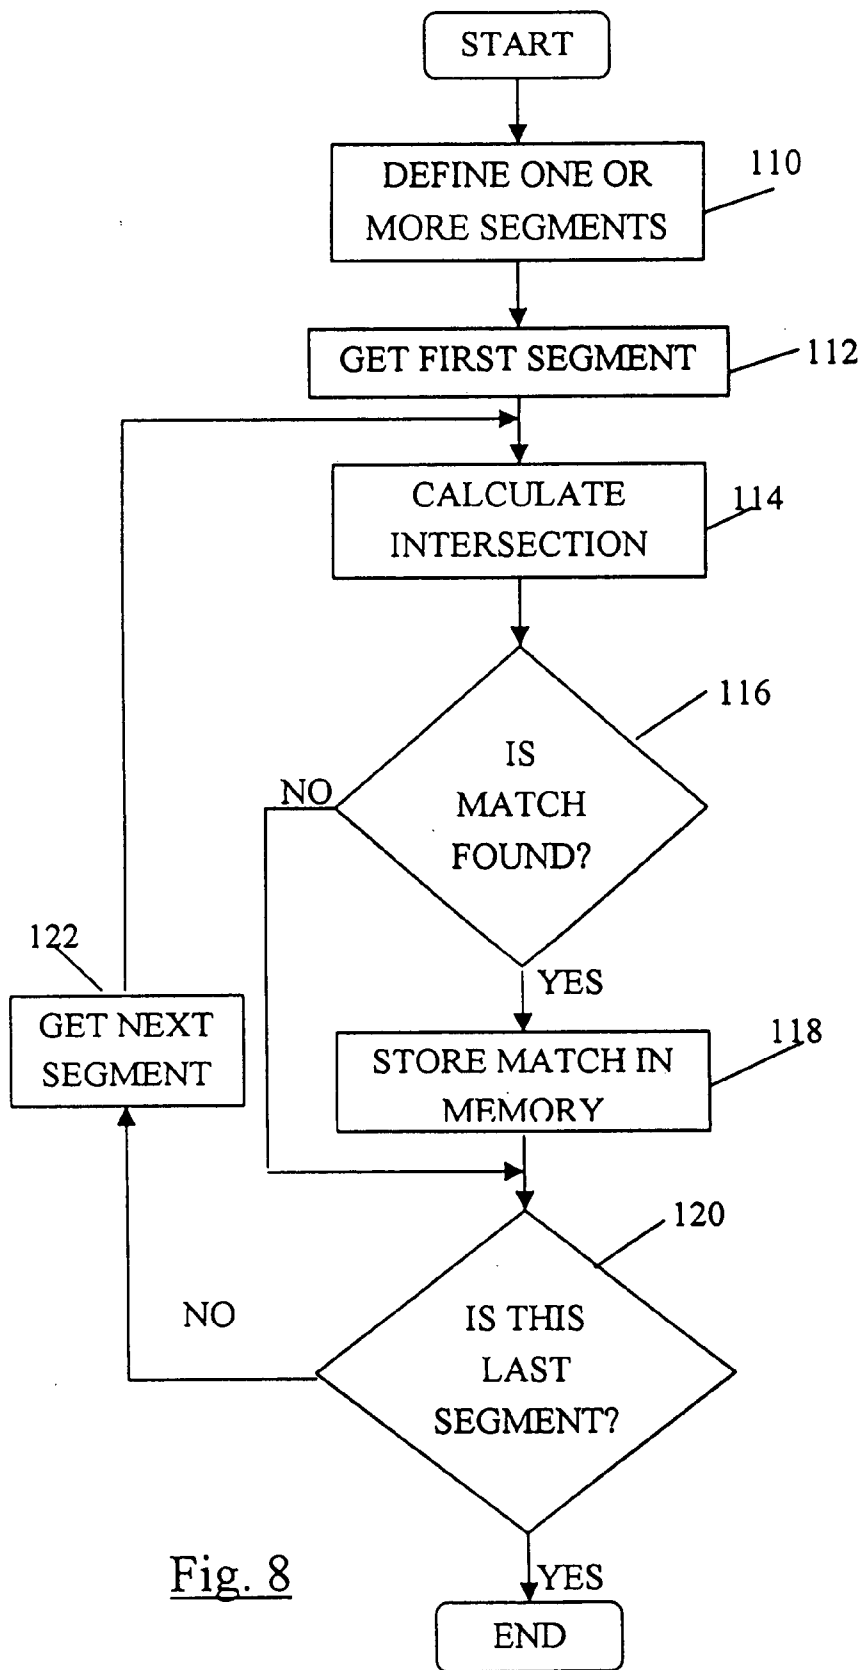 START
DEFINE ONE OR
MORE SEGMENTS
110
GET FIRST SEGMENT
112
CALCULATE
INTERSECTION
114
IS
MATCH
FOUND?
116
NO
YES
122
GET NEXT
SEGMENT
STORE MATCH IN
MEMORY
118
120
IS THIS
LAST
SEGMENT?
NO
YES
Fig. 8
END